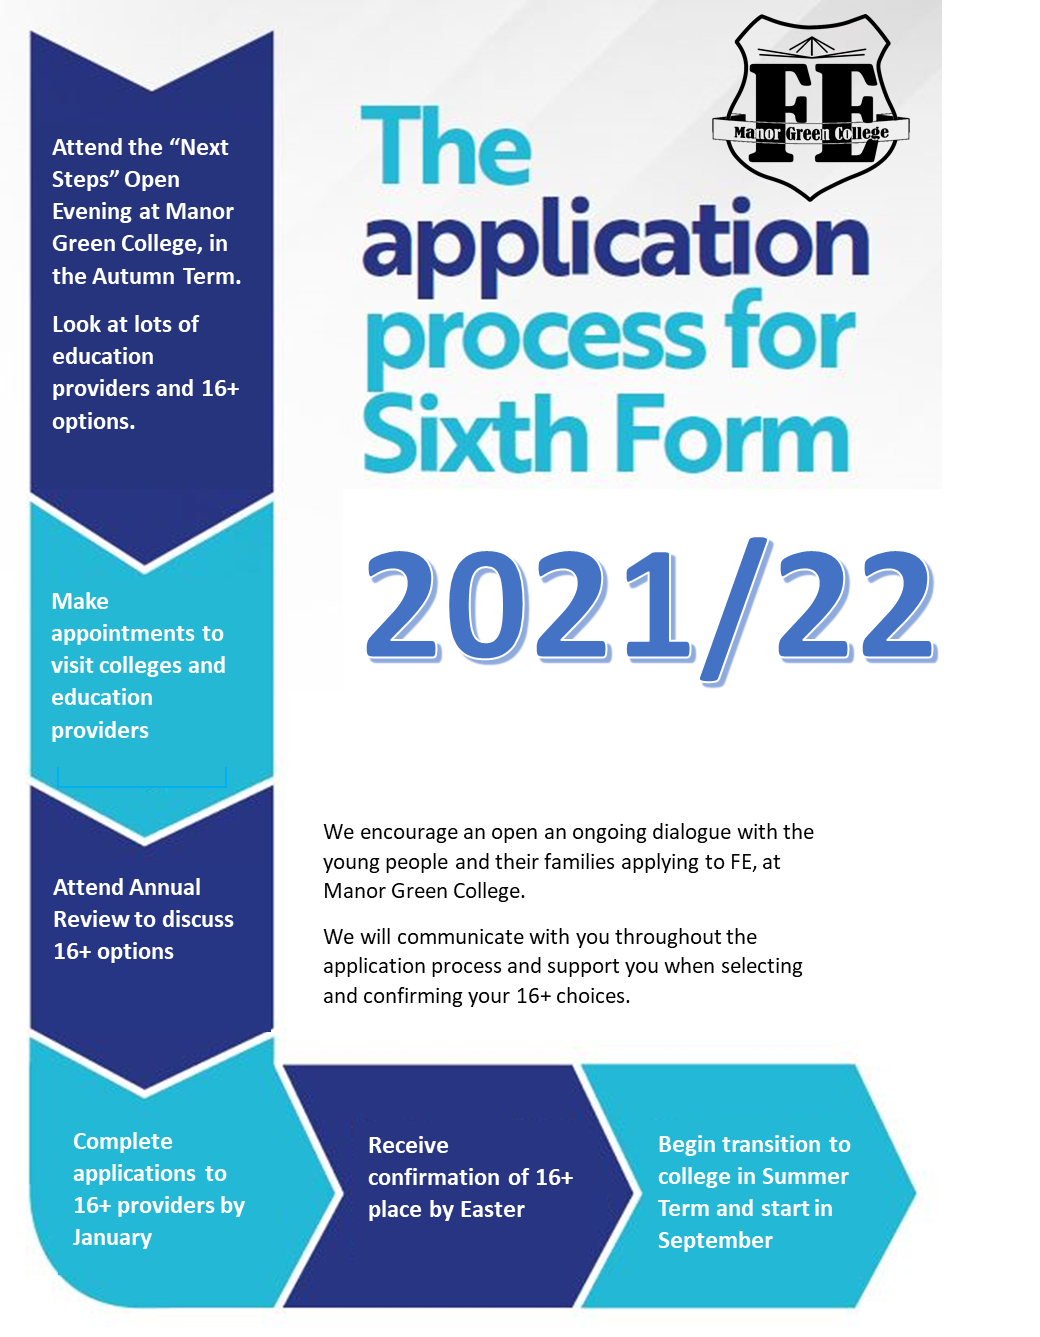 The
application
process for
Sixth Form
2021/22
FE
Manor Green College
Attend the “Next
Steps” Open
Evening at Manor
Green College, in
the Autumn Term.
Look at lots of
education
providers and 16+
options.
Make
appointments to
visit colleges and
education
providers
Attend Annual
Review to discuss
16+ options
We encourage an open an ongoing dialogue with the
young people and their families applying to FE, at
Manor Green College.
We will communicate with you throughout the
application process and support you when selecting
and confirming your 16+ choices.
Complete
applications to
16+ providers by
January
Receive
confirmation of 16+
place by Easter
Begin transition to
college in Summer
Term and start in
September